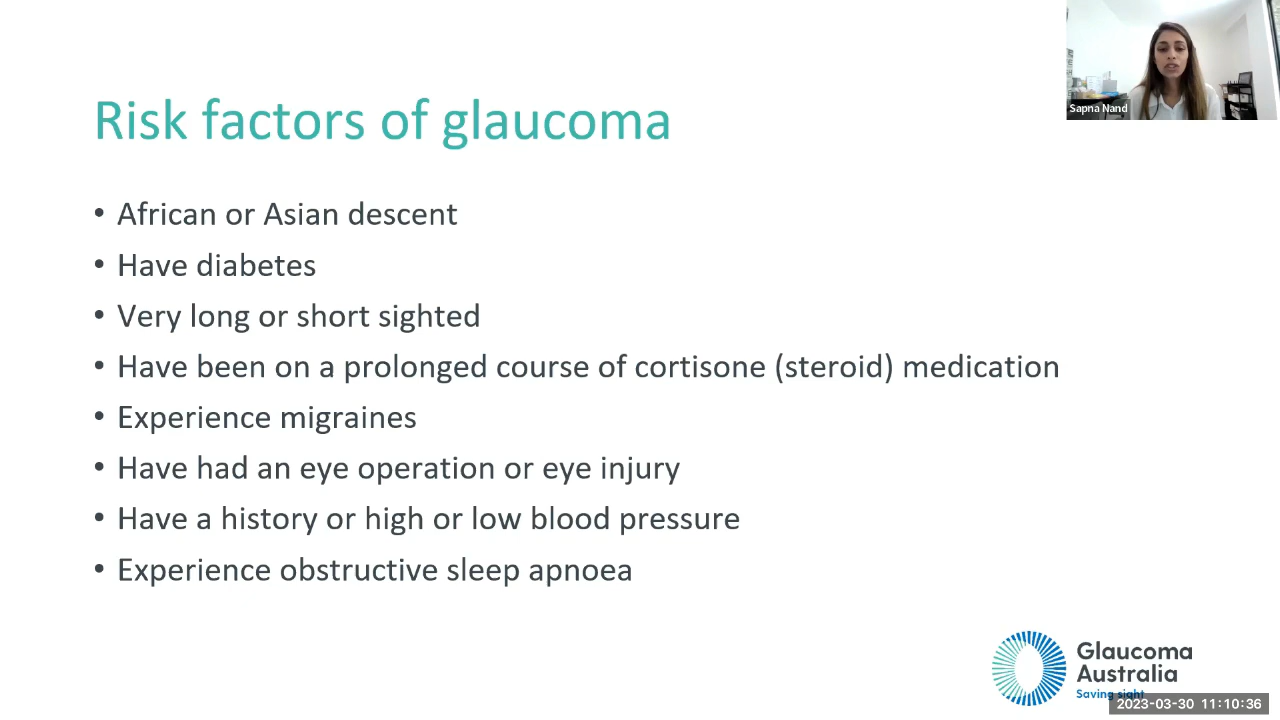 Sapna Nand
Risk factors of glaucoma
• African or Asian descent
• Have diabetes
• Very long or short sighted
• Have been on a prolonged course of cortisone (steroid) medication
• Experience migraines
• Have had an eye operation or eye injury
• Have a history or high or low blood pressure
• Experience obstructive sleep apnoea
Glaucoma
Australia
Saving sight
2023-03-30 11:10:36